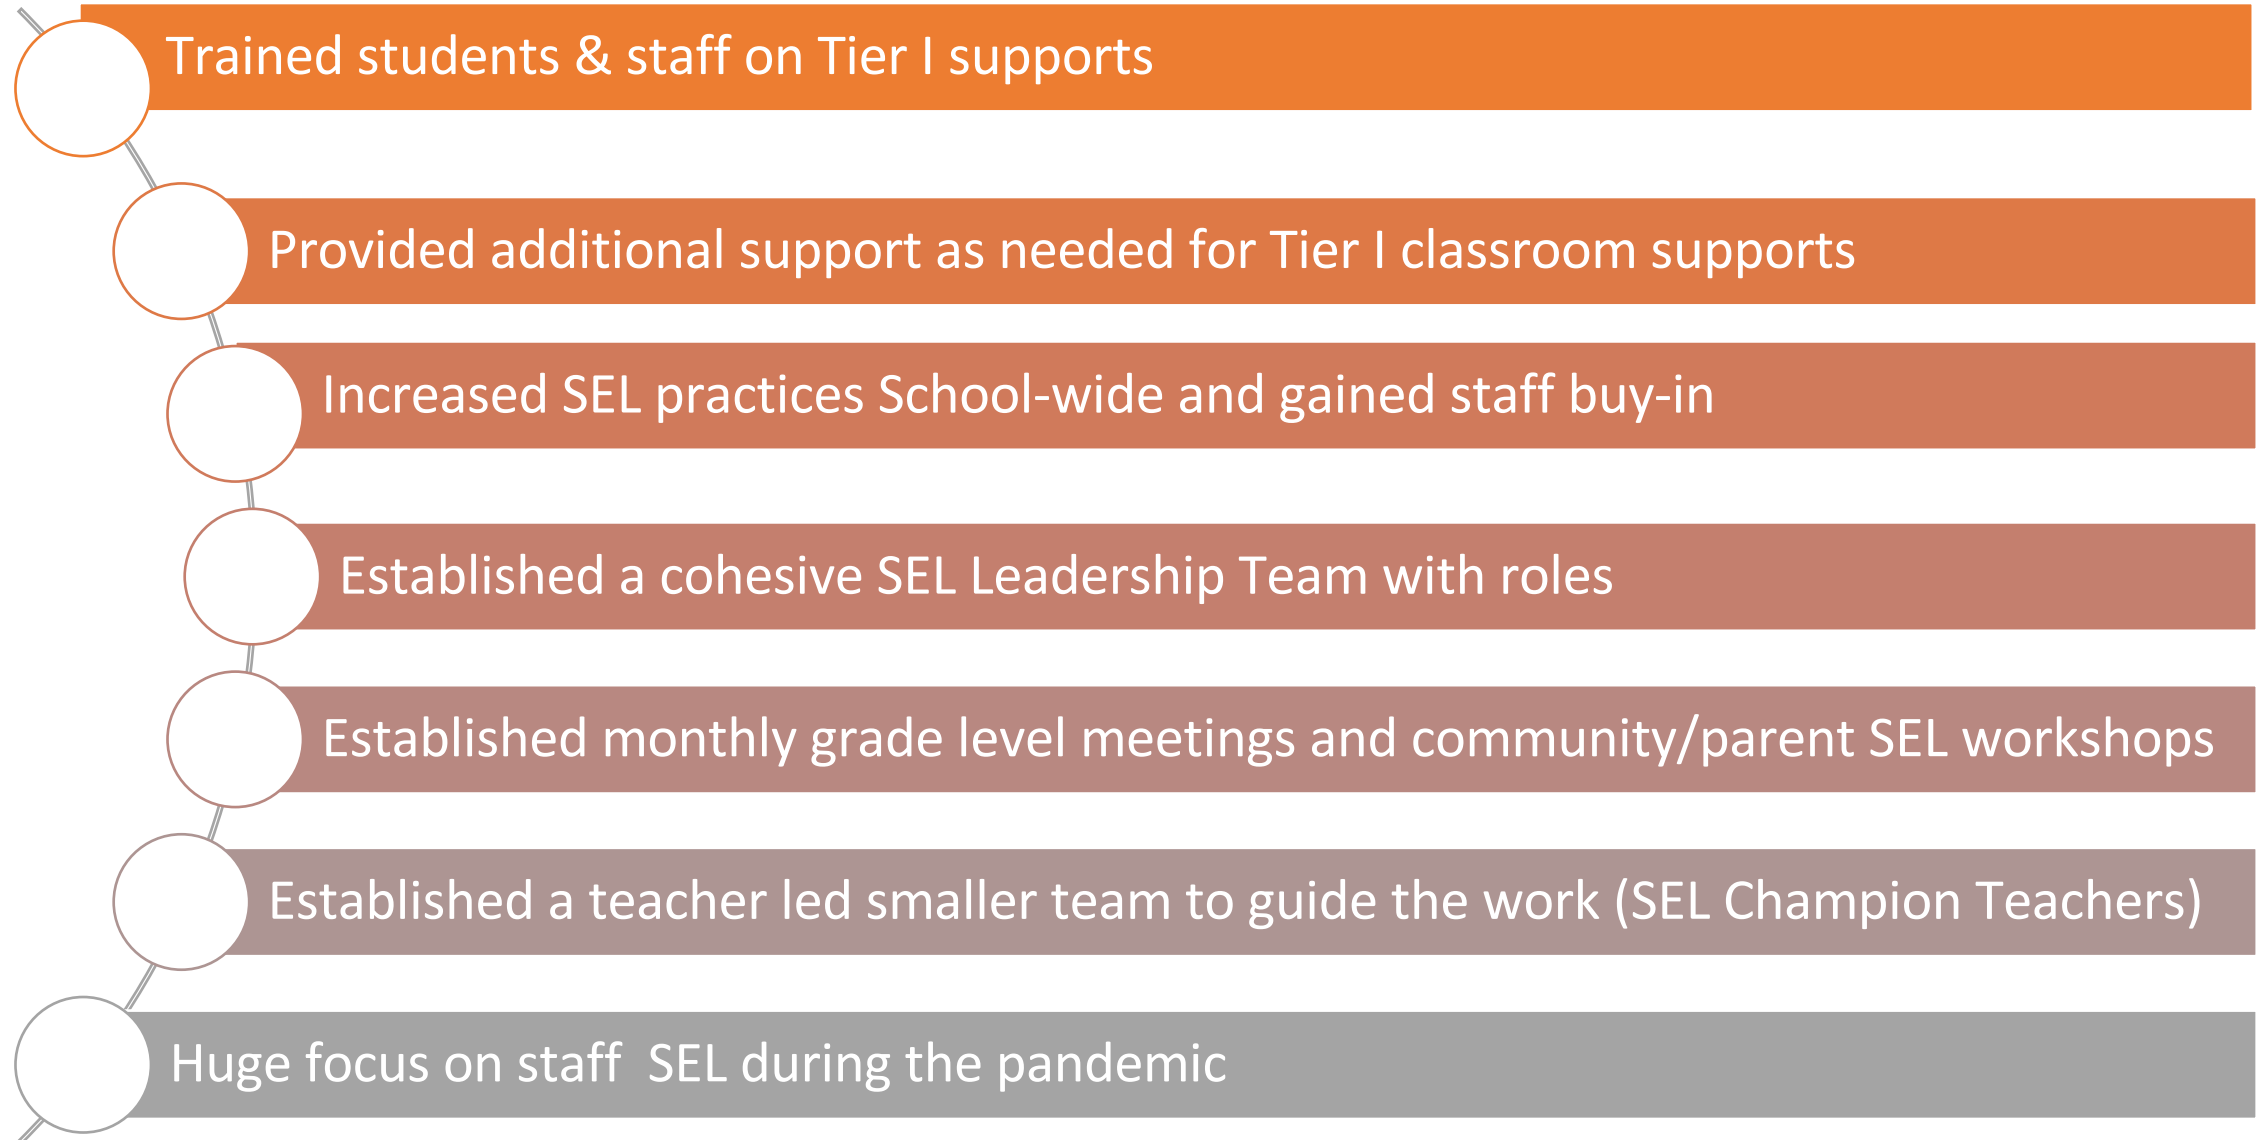 Trained students & staff on Tier I supports
Provided additional support as needed for Tier I classroom supports
Increased SEL practices School-wide and gained staff buy-in
Established a cohesive SEL Leadership Team with roles
Established monthly grade level meetings and community/parent SEL workshops
Established a teacher led smaller team to guide the work (SEL Champion Teachers)
Huge focus on staff  SEL during the pandemic